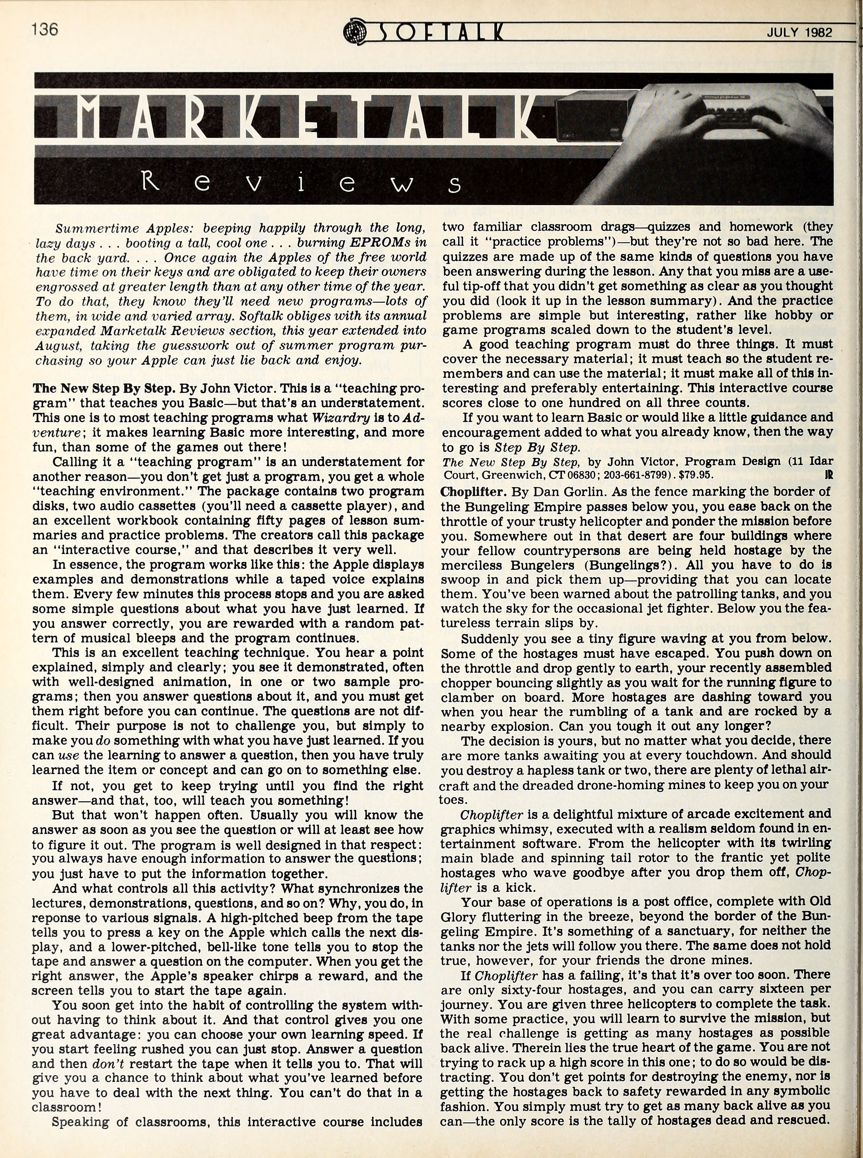 136
SOFTALK
JULY 1982
MARKETALK
Reviews
Summertime Apples: beeping happily through the long,
lazy days . . . booting a tall, cool one . . . burning EPROMs in
the back yard. . . . Once again the Apples of the free world
have time on their keys and are obligated to keep their owners
engrossed at greater length than at any other time of the year.
To do that, they know they'll need new programs—lots of
them, in wide and varied array. Softalk obliges with its annual
expanded Marketalk Reviews section, this year extended into
August, taking the guesswork out of summer program pur-
chasing so your Apple can just lie back and enjoy.
The New Step By Step. By John Victor. This is a "teaching pro-
gram" that teaches you Basic—but that's an understatement.
This one is to most teaching programs what Wizardry is to Ad-
venture; it makes learning Basic more interesting, and more
fun, than some of the games out there!
Calling it a "teaching program" is an understatement for
another reason—you don't get just a program, you get a whole
"teaching environment." The package contains two program
disks, two audio cassettes (you'll need a cassette player), and
an excellent workbook containing fifty pages of lesson sum-
maries and practice problems. The creators call this package
an "interactive course," and that describes it very well.
In essence, the program works like this: the Apple displays
examples and demonstrations while a taped voice explains
them. Every few minutes this process stops and you are asked
some simple questions about what you have just learned. If
you answer correctly, you are rewarded with a random pat-
tern of musical bleeps and the program continues.
This is an excellent teaching technique. You hear a point
explained, simply and clearly; you see it demonstrated, often
with well-designed animation, in one or two sample pro-
grams; then you answer questions about it, and you must get
them right before you can continue. The questions are not dif-
ficult. Their purpose is not to challenge you, but simply to
make you do something with what you have just learned. If you
can use the learning to answer a question, then you have truly
learned the item or concept and can go on to something else.
If not, you get to keep trying until you find the right
answer—and that, too, will teach you something!
But that won't happen often. Usually you will know the
answer as soon as you see the question or will at least see how
to figure it out. The program is well designed in that respect:
you always have enough information to answer the questions;
you just have to put the information together.
And what controls all this activity? What synchronizes the
lectures, demonstrations, questions, and so on? Why, you do, in
reponse to various signals. A high-pitched beep from the tape
tells you to press a key on the Apple which calls the next dis-
play, and a lower-pitched, bell-like tone tells you to stop the
tape and answer a question on the computer. When you get the
right answer, the Apple's speaker chirps a reward, and the
screen tells you to start the tape again.
You soon get into the habit of controlling the system with-
out having to think about it. And that control gives you one
great advantage: you can choose your own learning speed. If
you start feeling rushed you can just stop. Answer a question
and then don't restart the tape when it tells you to. That will
give you a chance to think about what you've learned before
you have to deal with the next thing. You can't do that in a
classroom!
Speaking of classrooms, this interactive course includes
two familiar classroom drags—quizzes and homework (they
call it "practice problems")—but they're not so bad here. The
quizzes are made up of the same kinds of questions you have
been answering during the lesson. Any that you miss are a use-
ful tip-off that you didn't get something as clear as you thought
you did (look it up in the lesson summary). And the practice
problems are simple but interesting, rather like hobby or
game programs scaled down to the student's level.
A good teaching program must do three things. It must
cover the necessary material; it must teach so the student re-
members and can use the material; it must make all of this in-
teresting and preferably entertaining. This interactive course
scores close to one hundred on all three counts.
If you want to learn Basic or would like a little guidance and
encouragement added to what you already know, then the way
to go is Step By Step.
The New Step By Step, by John Victor, Program Design (11 Idar
Court, Greenwich, CT 06830; 203-661-8799). $79.95.
Choplifter. By Dan Gorlin. As the fence marking the border of
the Bungeling Empire passes below you, you ease back on the
throttle of your trusty helicopter and ponder the mission before
you. Somewhere out in that desert are four buildings where
your fellow countrypersons are being held hostage by the
merciless Bungelers (Bungelings?). All you have to do is
swoop in and pick them up—providing that you can locate
them. You've been warned about the patrolling tanks, and you
watch the sky for the occasional jet fighter. Below you the fea-
tureless terrain slips by.
Suddenly you see a tiny figure waving at you from below.
Some of the hostages must have escaped. You push down on
the throttle and drop gently to earth, your recently assembled
chopper bouncing slightly as you wait for the running figure to
clamber on board. More hostages are dashing toward you
when you hear the rumbling of a tank and are rocked by a
nearby explosion. Can you tough it out any longer?
The decision is yours, but no matter what you decide, there
are more tanks awaiting you at every touchdown. And should
you destroy a hapless tank or two, there are plenty of lethal air-
craft and the dreaded drone-homing mines to keep you on your
toes.
Choplifter is a delightful mixture of arcade excitement and
graphics whimsy, executed with a realism seldom found in en-
tertainment software. From the helicopter with its twirling
main blade and spinning tail rotor to the frantic yet polite
hostages who wave goodbye after you drop them off, Chop-
lifter is a kick.
Your base of operations is a post office, complete with Old
Glory fluttering in the breeze, beyond the border of the Bun-
geling Empire. It's something of a sanctuary, for neither the
tanks nor the jets will follow you there. The same does not hold
true, however, for your friends the drone mines.
If Choplifter has a failing, it's that it's over too soon. There
are only sixty-four hostages, and you can carry sixteen per
journey. You are given three helicopters to complete the task.
With some practice, you will learn to survive the mission, but
the real challenge is getting as many hostages as possible
back alive. Therein lies the true heart of the game. You are not
trying to rack up a high score in this one; to do so would be dis-
tracting. You don't get points for destroying the enemy, nor is
getting the hostages back to safety rewarded in any symbolic
fashion. You simply must try to get as many back alive as you
can—the only score is the tally of hostages dead and rescued.